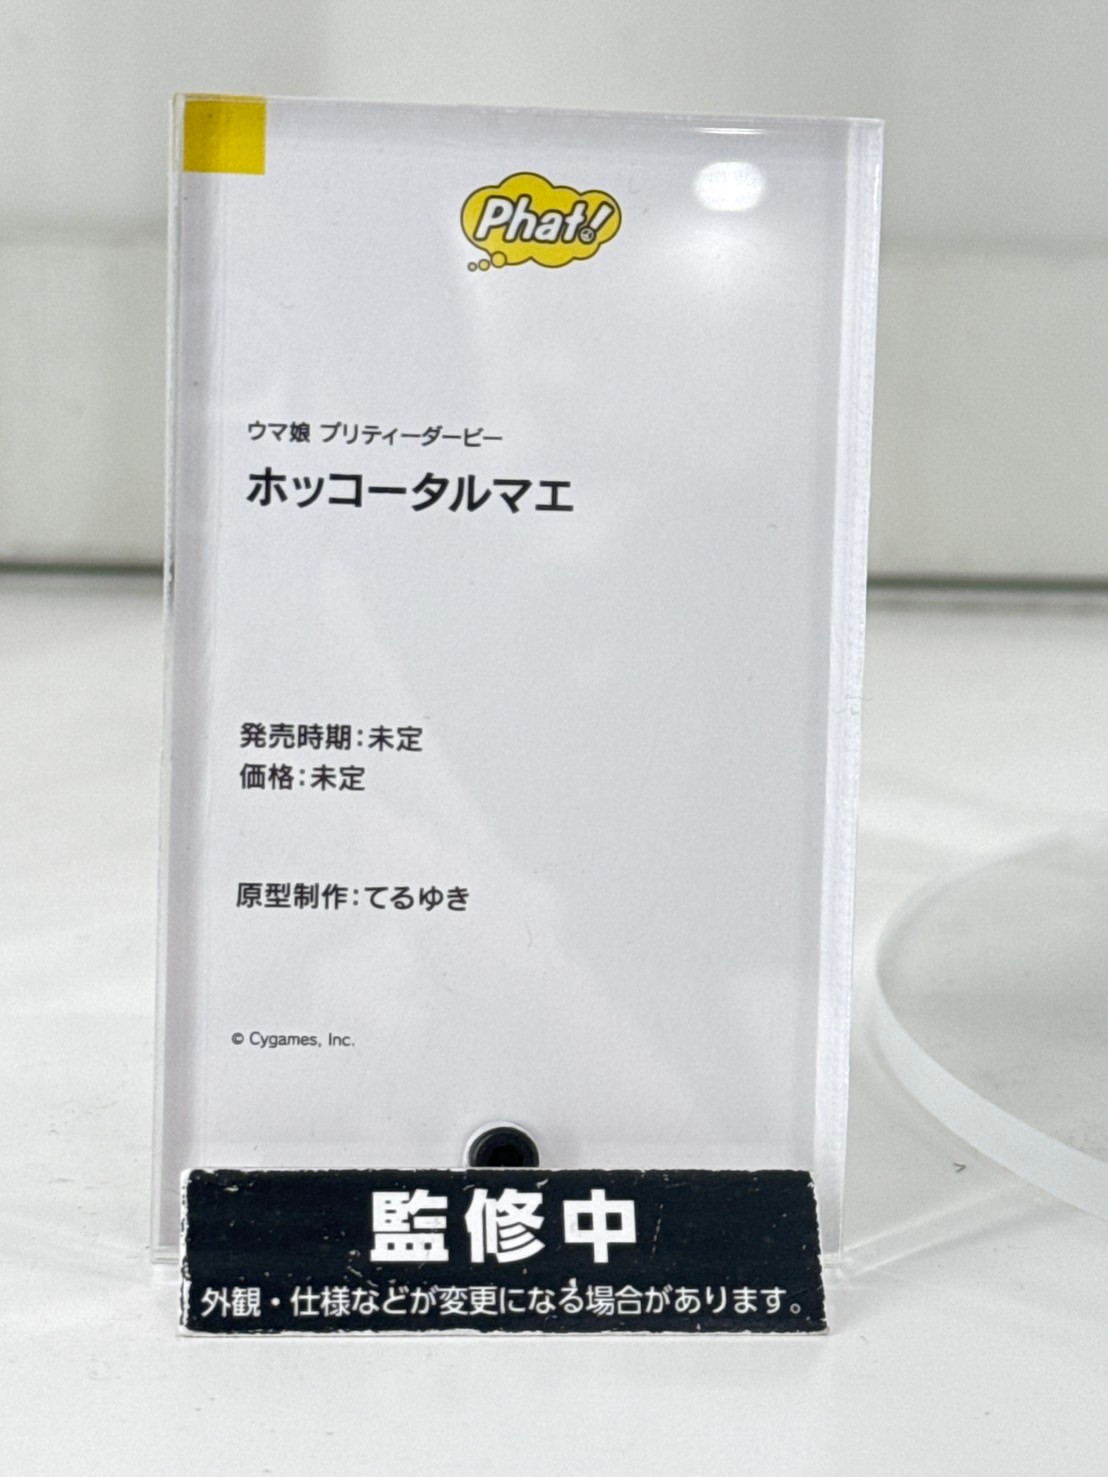 Phat!
ウマ娘 プリティーダービー
ホッコータルマエ
発売時期:未定
価格:未定
原型制作:てるゆき
© Cygames, Inc.
監修中
外観・仕様などが変更になる場合があります。